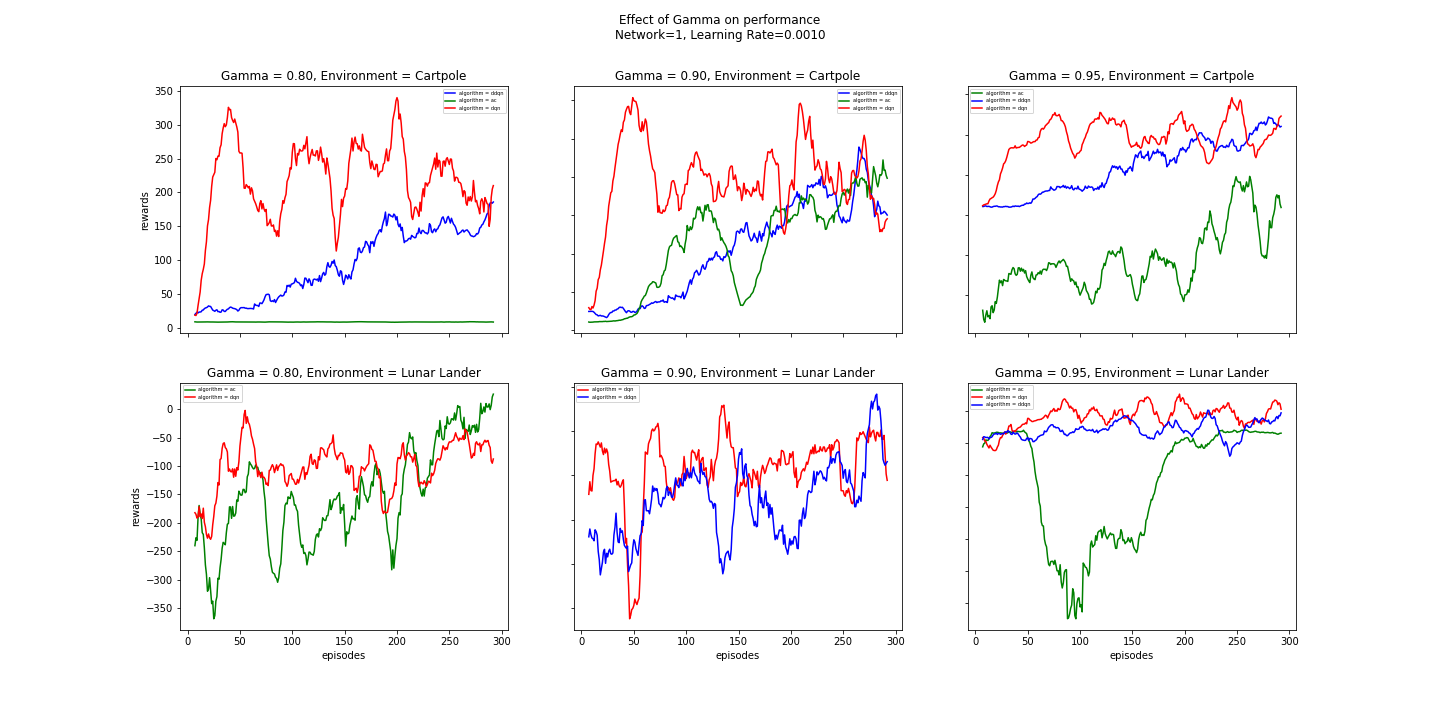 Effect of Gamma on performance
Network=1, Learning Rate=0.0010
Gamma = 0.80, Environment = Cartpole
350
300
250
200
150
100
50
0
rewards
algorithm = ddqn
algorithm = ac
algorithm = dqn
Gamma = 0.90, Environment = Cartpole
algorithm = ddqn
algorithm = ac
algorithm = dqn
Gamma = 0.95, Environment = Cartpole
algorithm = ac
algorithm = ddqn
algorithm = dqn
Gamma = 0.80, Environment = Lunar Lander
0
−50
−100
−150
−200
−250
−300
−350
rewards
algorithm = ac
algorithm = dqn
0 50 100 150 200 250 300
episodes
Gamma = 0.90, Environment = Lunar Lander
algorithm = dqn
algorithm = ddqn
0 50 100 150 200 250 300
episodes
Gamma = 0.95, Environment = Lunar Lander
algorithm = ac
algorithm = dqn
algorithm = ddqn
0 50 100 150 200 250 300
episodes